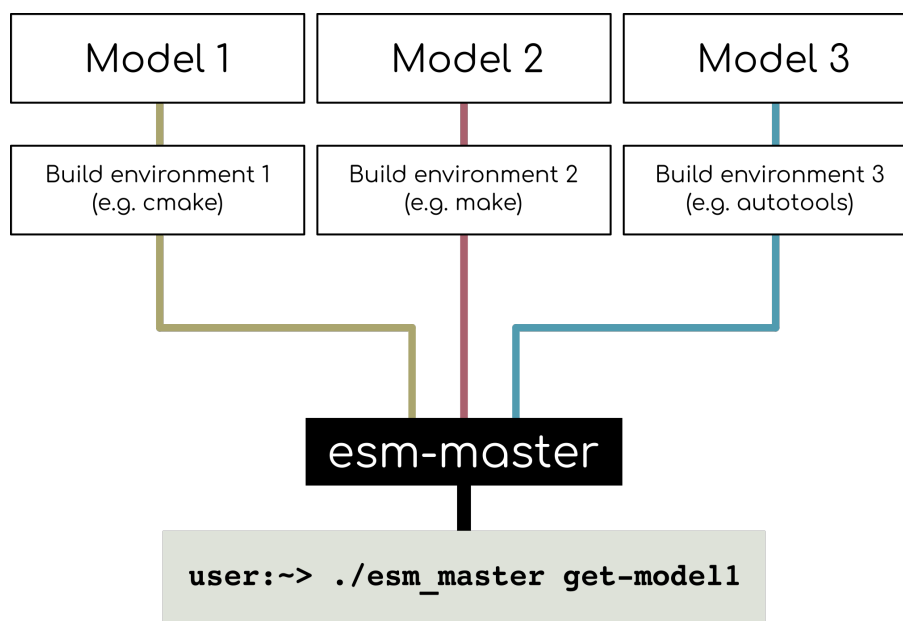 Model 1
Model 2
Model 3
Build environment 1
(e.g. cmake)
Build environment 2
(e.g. make)
Build environment 3
(e.g. autotools)
esm-master
user:~> ./esm_master get-model1